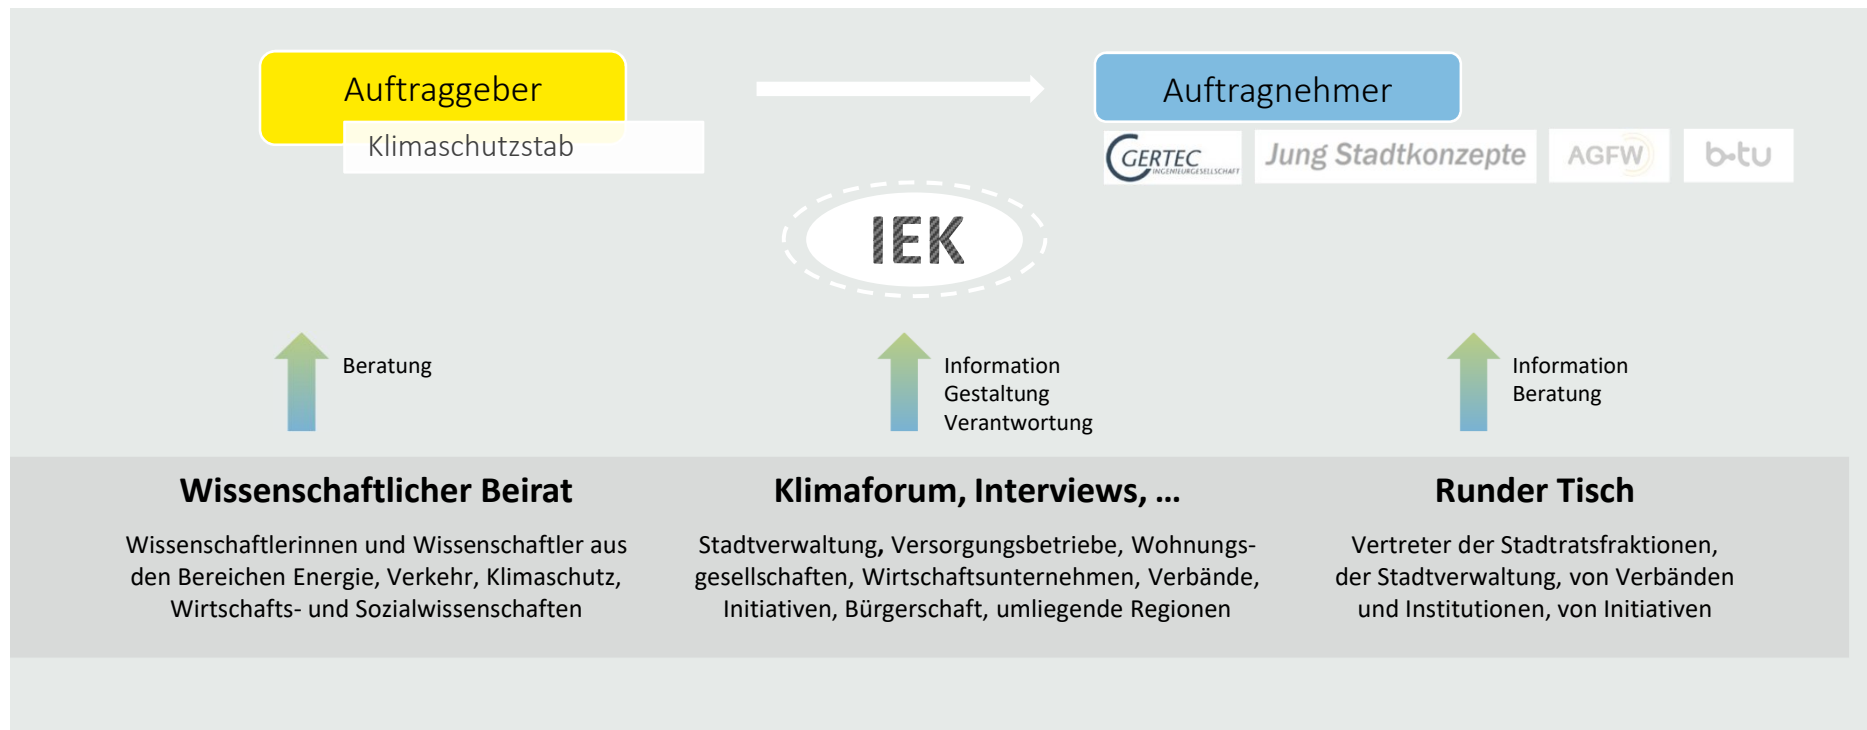 Auftraggeber
Klimaschutzstab
Auftragnehmer
GERTEC
INGENIEURGESELLSCHAFT
Jung Stadtkonzepte
AGFW
b-tu
IEK
Beratung
Information
Gestaltung
Verantwortung
Information
Beratung
Wissenschaftlicher Beirat
Wissenschaftlerinnen und Wissenschaftler aus
den Bereichen Energie, Verkehr, Klimaschutz,
Wirtschafts- und Sozialwissenschaften
Klimaforum, Interviews, ...
Stadtverwaltung, Versorgungsbetriebe, Wohnungs-
gesellschaften, Wirtschaftsunternehmen, Verbände,
Initiativen, Bürgerschaft, umliegende Regionen
Runder Tisch
Vertreter der Stadtratsfraktionen,
der Stadtverwaltung, von Verbänden
und Institutionen, von Initiativen